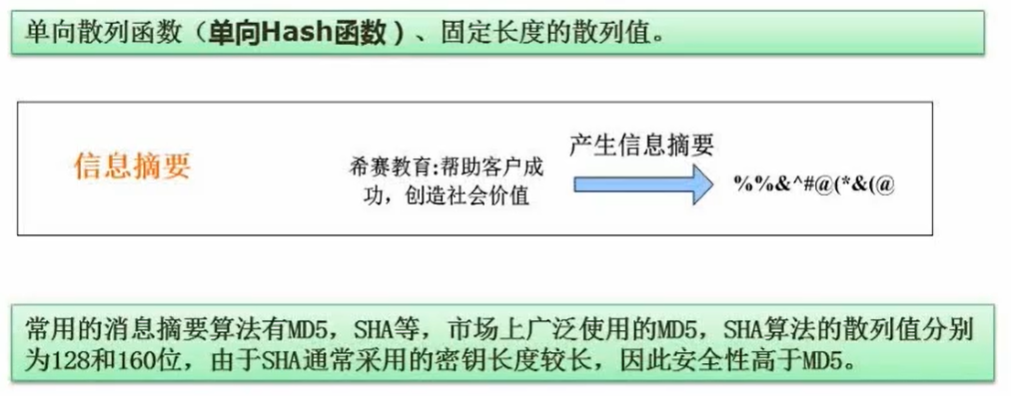 单向散列函数（单向Hash函数）、固定长度的散列值。
信息摘要
希赛教育:帮助客户成
功，创造社会价值
产生信息摘要
%%&^#@(*&(@
常用的消息摘要算法有MD5，SHA等，市场上广泛使用的MD5，SHA算法的散列值分别
为128和160位，由于SHA通常采用的密钥长度较长，因此安全性高于MD5。